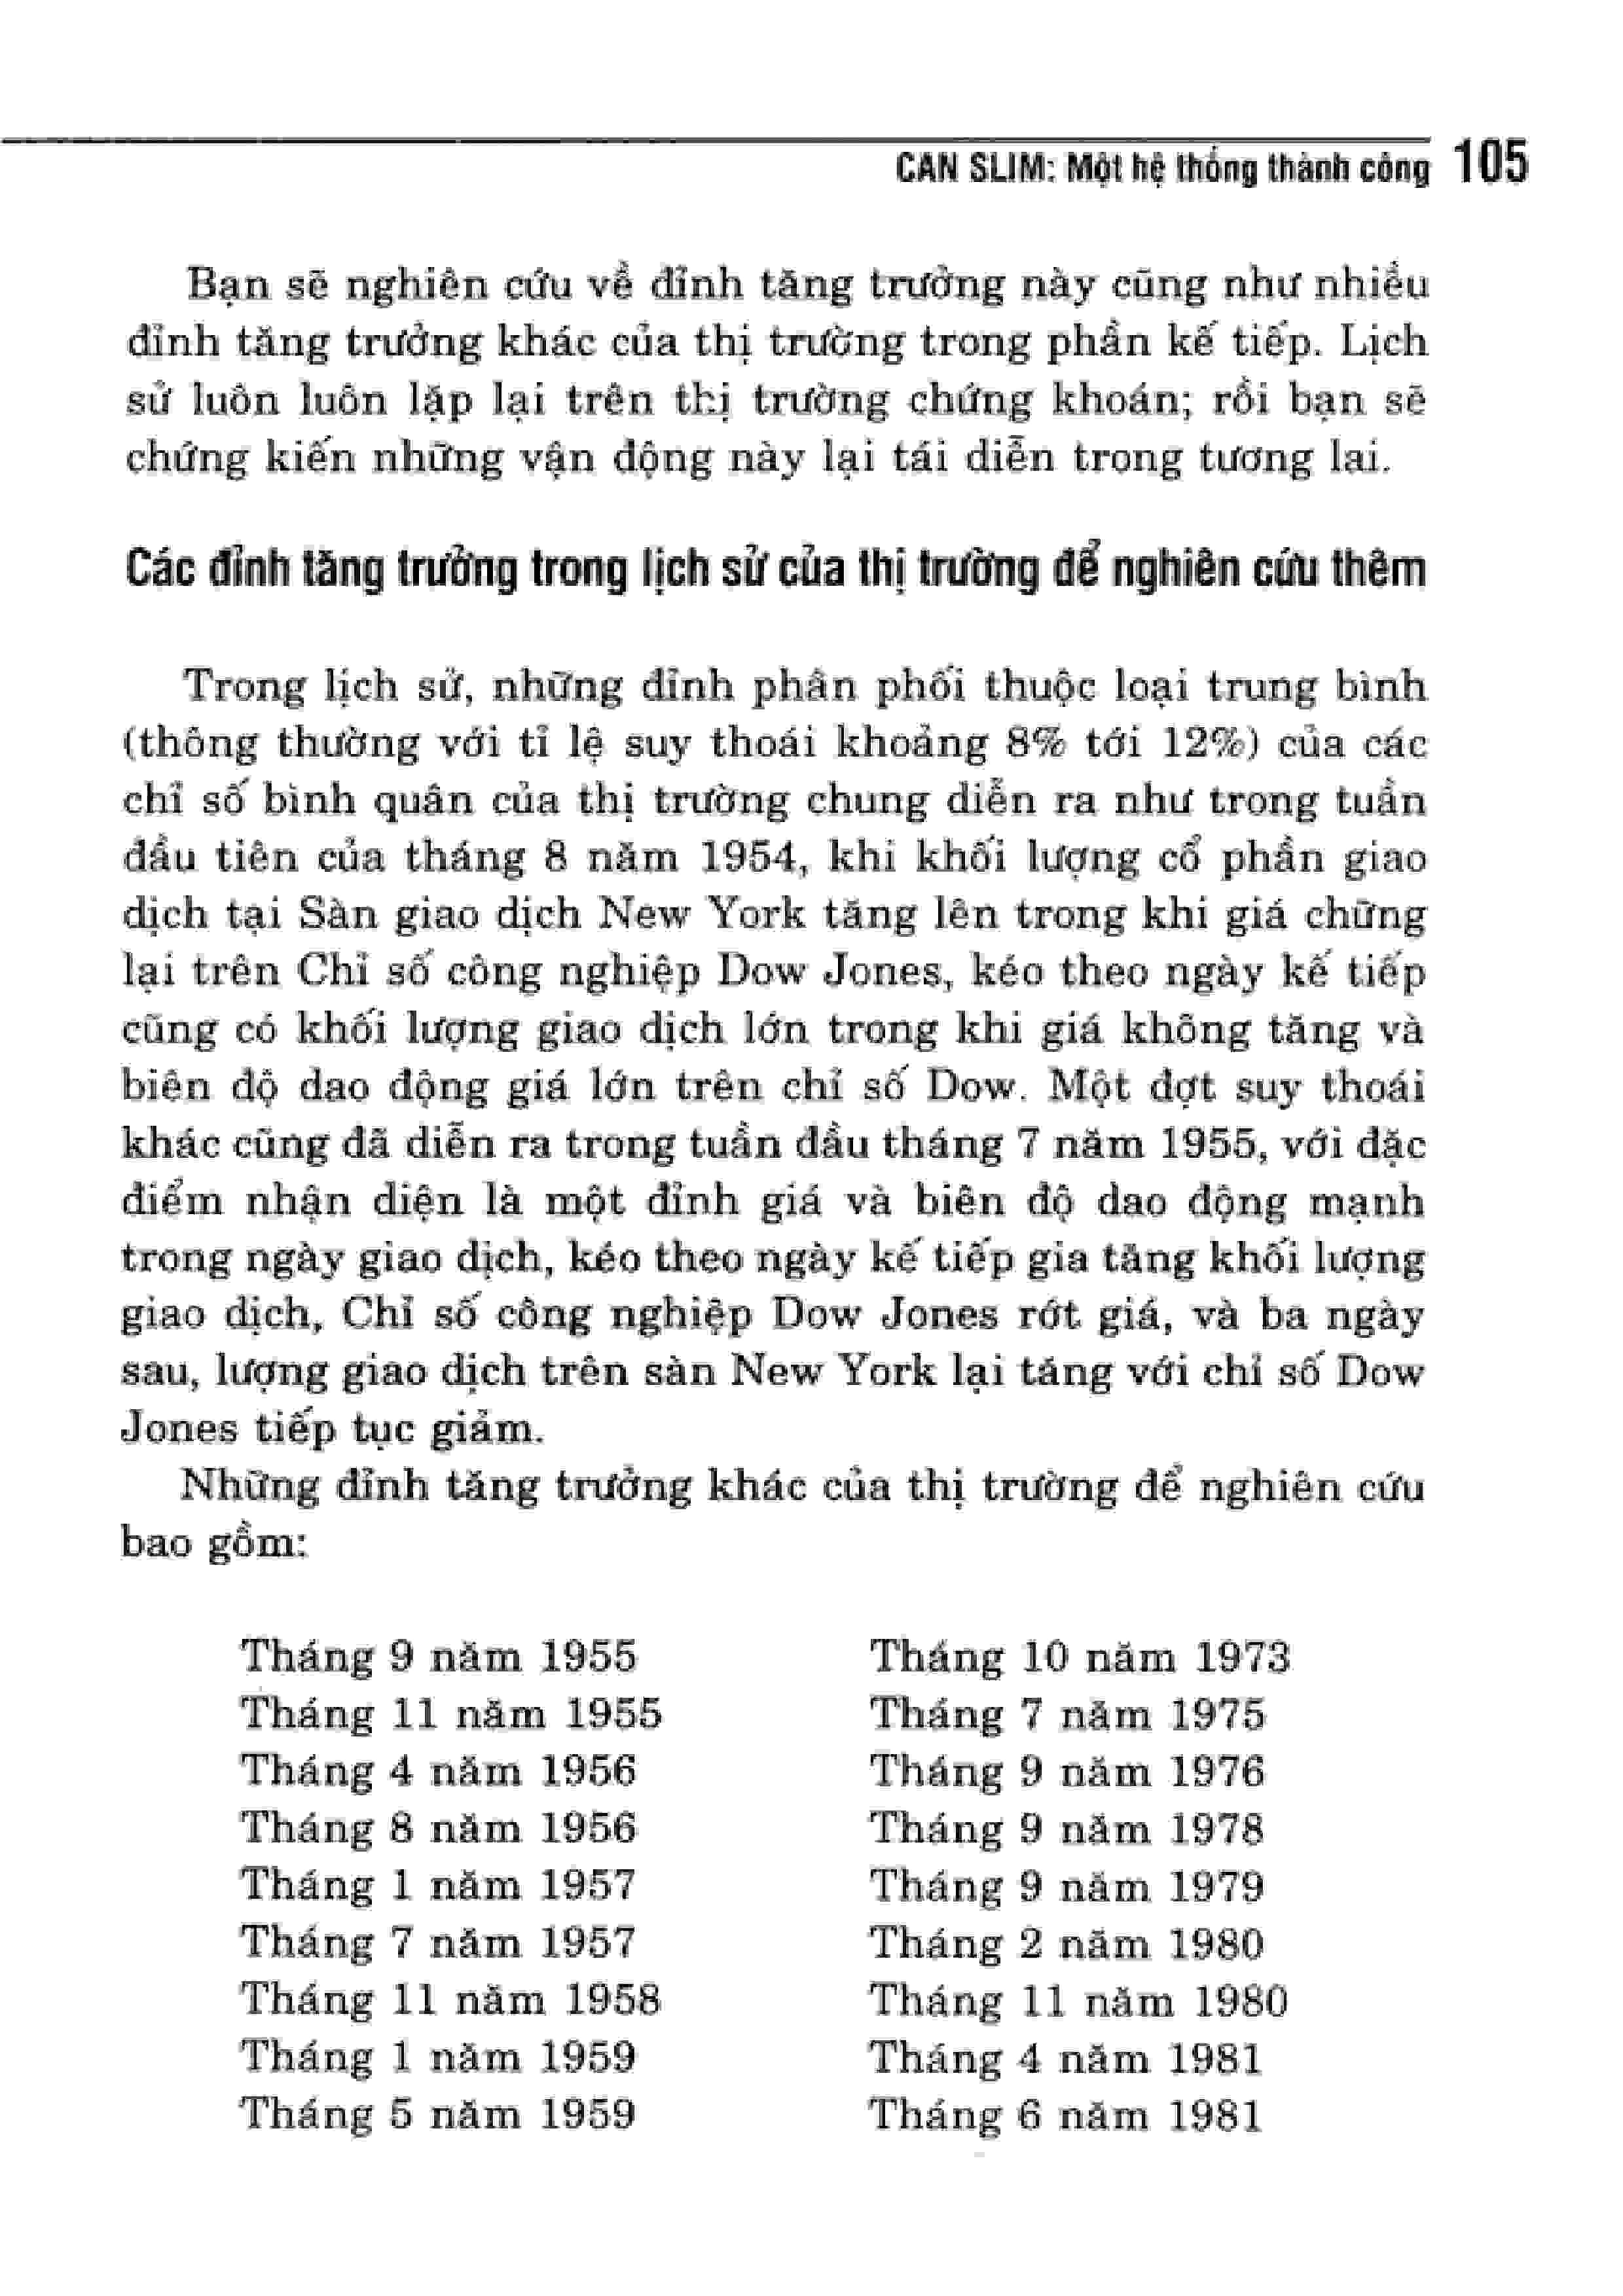 CAN SLIM: Một hệ thống thành công 105
Bạn sẽ nghiên cứu về đỉnh tăng trưởng này cũng như nhiều
đỉnh tăng trưởng khác của thị trường trong phần kế tiếp. Lịch
sử luôn luôn lặp lại trên thị trường chứng khoán; rồi bạn sẽ
chứng kiến những vận động này lại tái diễn trong tương lai.
Các đỉnh tăng trưởng trong lịch sử của thị trường để nghiên cứu thêm
Trong lịch sử, những đỉnh phân phối thuộc loại trung bình
(thông thường với tỉ lệ suy thoái khoảng 8% tới 12%) của các
chỉ số bình quân của thị trường chung diễn ra như trong tuần
đầu tiên của tháng 8 năm 1954, khi khối lượng cổ phần giao
dịch tại Sàn giao dịch New York tăng lên trong khi giá chững
lại trên Chỉ số công nghiệp Dow Jones, kéo theo ngày kế tiếp
cũng có khối lượng giao dịch lớn trong khi giá không tăng và
biên độ dao động giá lớn trên chỉ số Dow. Một đợt suy thoái
khác cũng đã diễn ra trong tuần đầu tháng 7 năm 1955, với đặc
điểm nhận diện là một đỉnh giá và biên độ dao động mạnh
trong ngày giao dịch, kéo theo ngày kế tiếp gia tăng khối lượng
giao dịch, Chỉ số công nghiệp Dow Jones rớt giá, và ba ngày
sau, lượng giao dịch trên sàn New York lại tăng với chỉ số Dow
Jones tiếp tục giảm.
Những đỉnh tăng trưởng khác của thị trường để nghiên cứu
bao gồm:
Tháng 9 năm 1955
Tháng 11 năm 1955
Tháng 4 năm 1956
Tháng 8 năm 1956
Tháng 1 năm 1957
Tháng 7 năm 1957
Tháng 11 năm 1958
Tháng 1 năm 1959
Tháng 5 năm 1959
Tháng 10 năm 1973
Tháng 7 năm 1975
Tháng 9 năm 1976
Tháng 9 năm 1978
Tháng 9 năm 1979
Tháng 2 năm 1980
Tháng 11 năm 1980
Tháng 4 năm 1981
Tháng 6 năm 1981